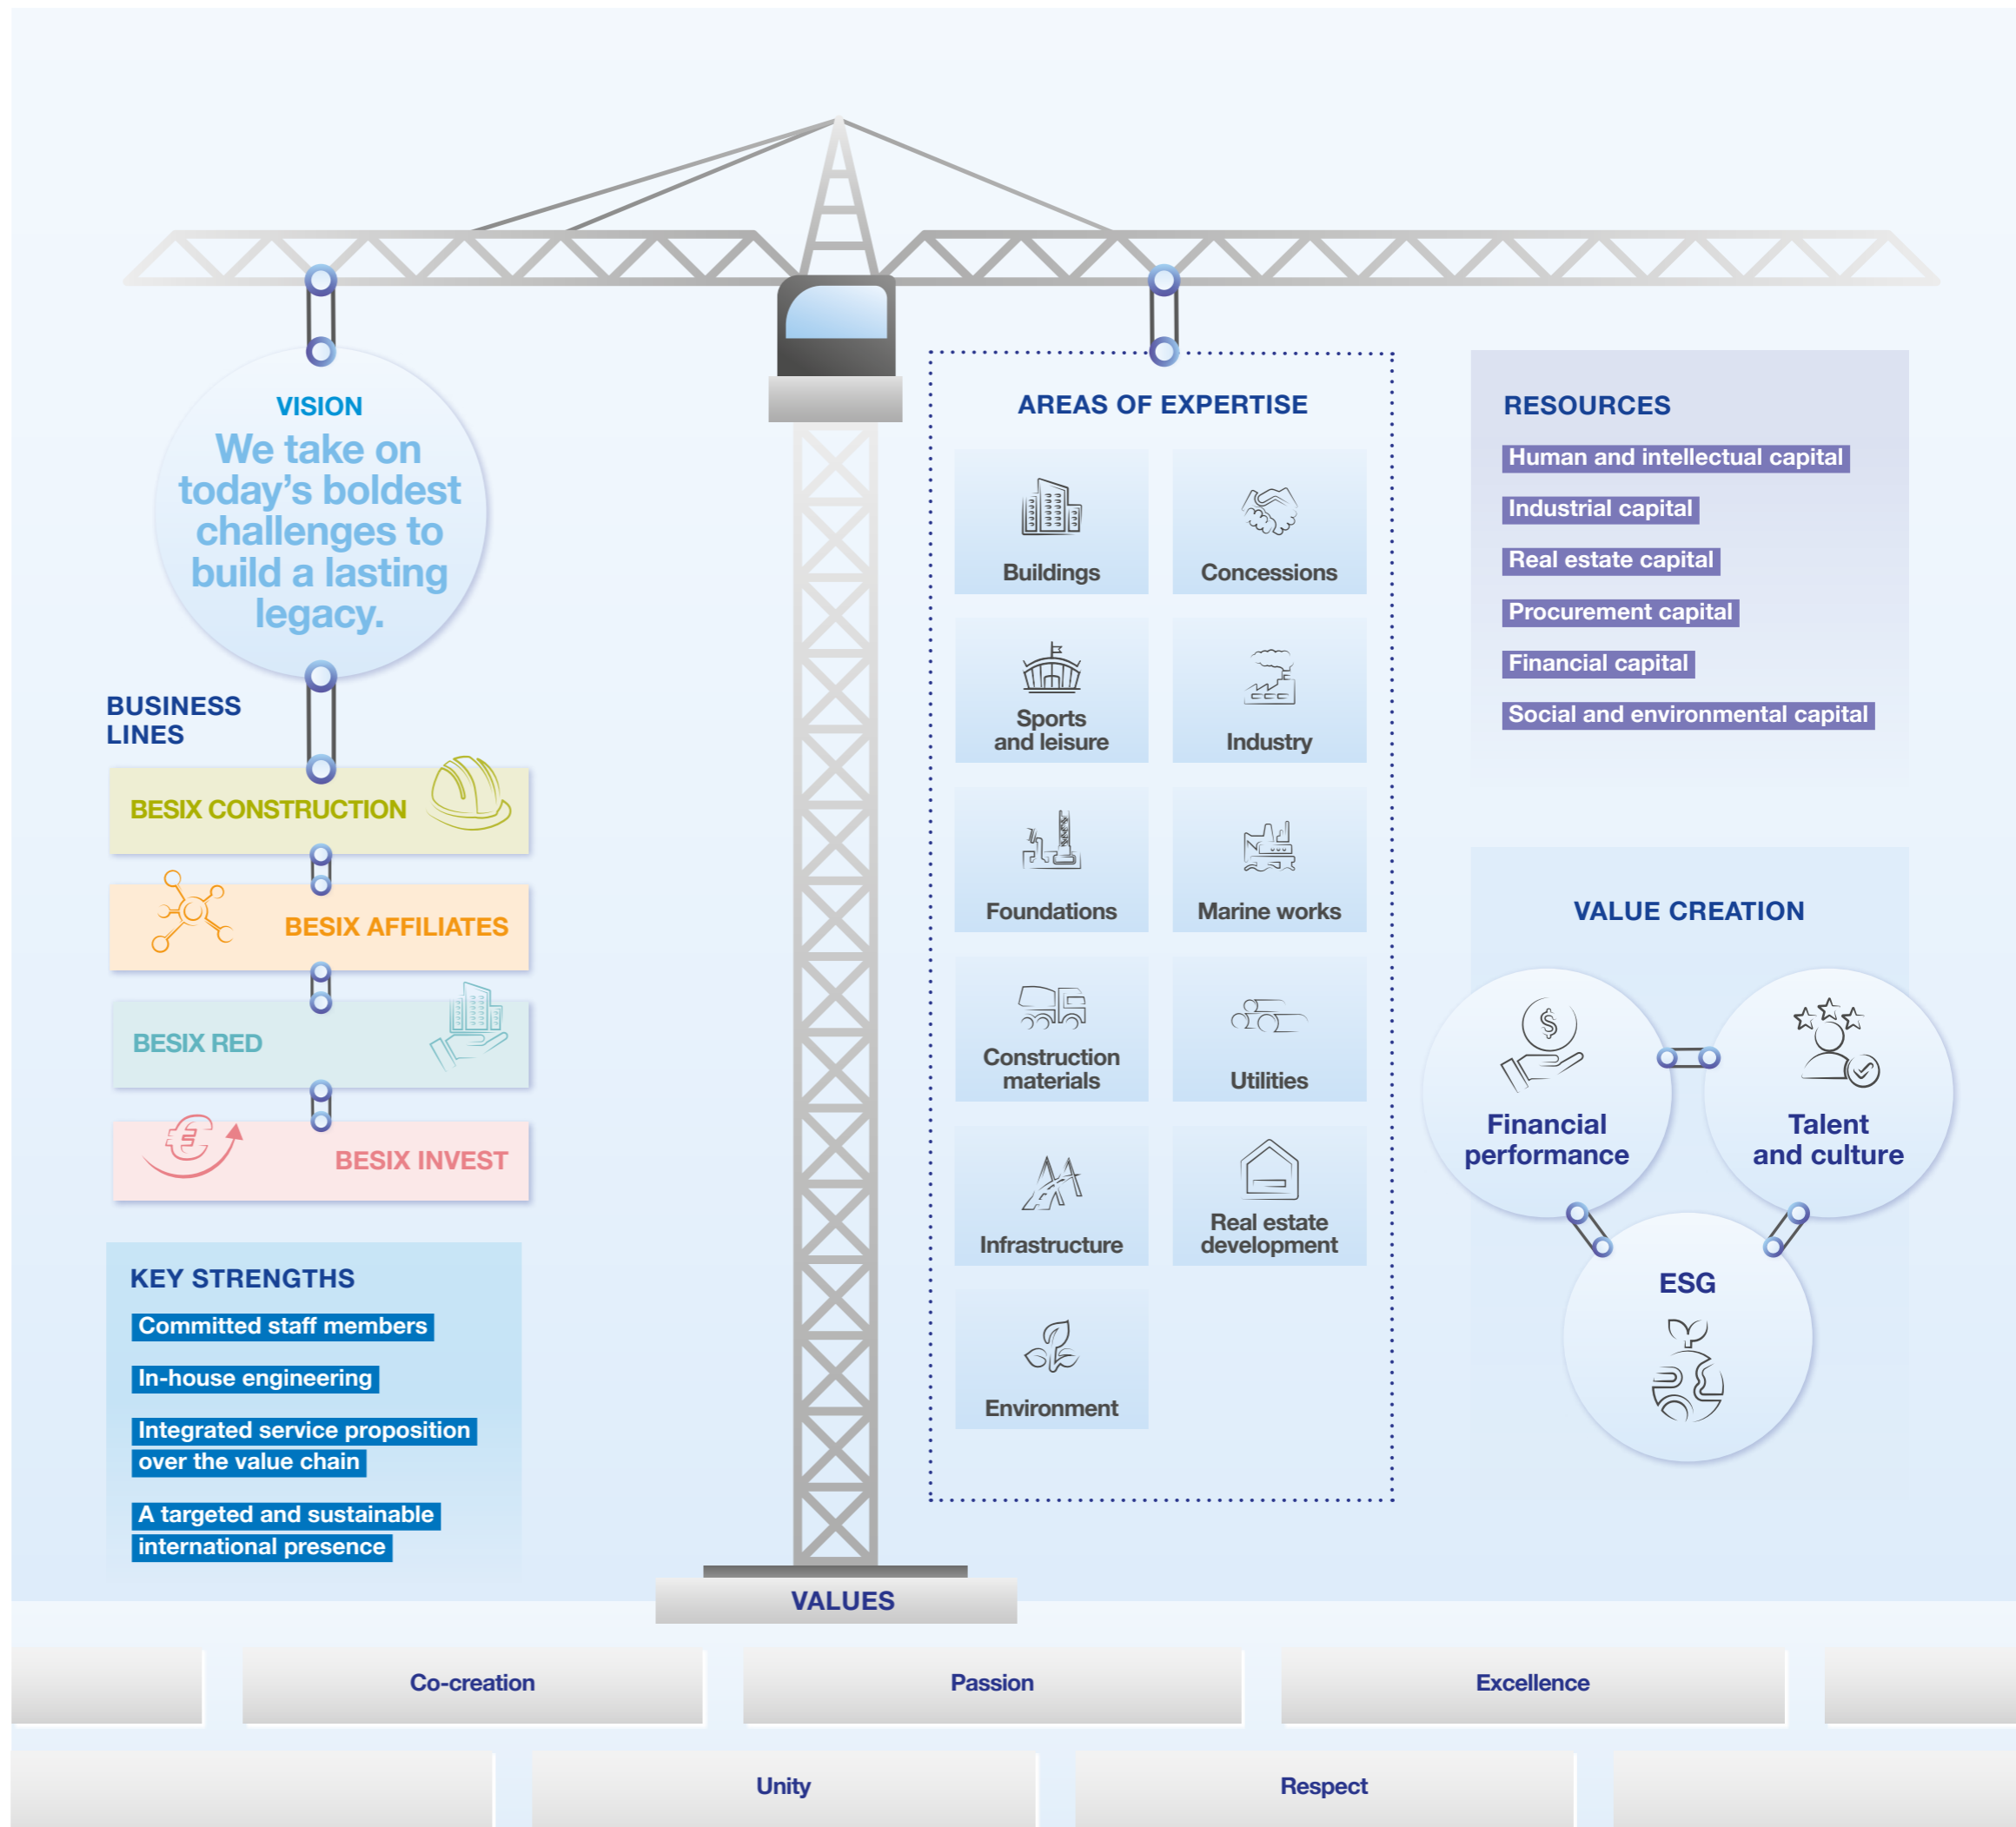 VISION
We take on
today's boldest
challenges to
build a lasting
legacy.
BUSINESS
LINES
BESIX CONSTRUCTION
BESIX AFFILIATES
BESIX RED
BESIX INVEST
KEY STRENGTHS
Committed staff members
In-house engineering
Integrated service proposition
over the value chain
A targeted and sustainable
international presence
AREAS OF EXPERTISE
Buildings
Concessions
Sports
and leisure
Industry
Foundations
Marine works
Construction
materials
Utilities
Infrastructure
Real estate
development
Environment
RESOURCES
Human and intellectual capital
Industrial capital
Real estate capital
Procurement capital
Financial capital
Social and environmental capital
VALUE CREATION
$
Financial
performance
Talent
and culture
ESG
VALUES
Co-creation
Passion
Excellence
Unity
Respect